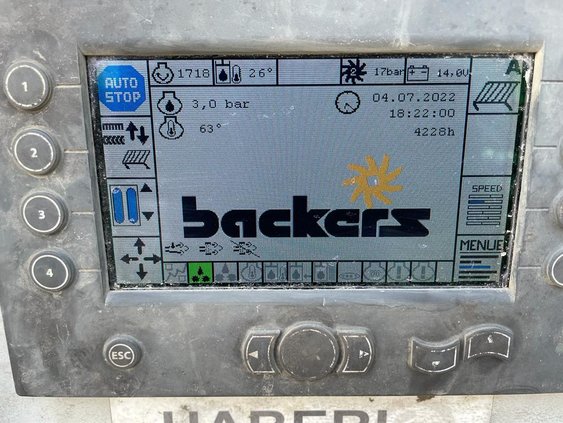 AUTO
STOP
1718
26°
17bar
14,0V
A
3,0 bar
04.07.2022
18:22:00
63°
4228h
SPEED
backers
MENUE
1
2
3
4
ESC
HABERL